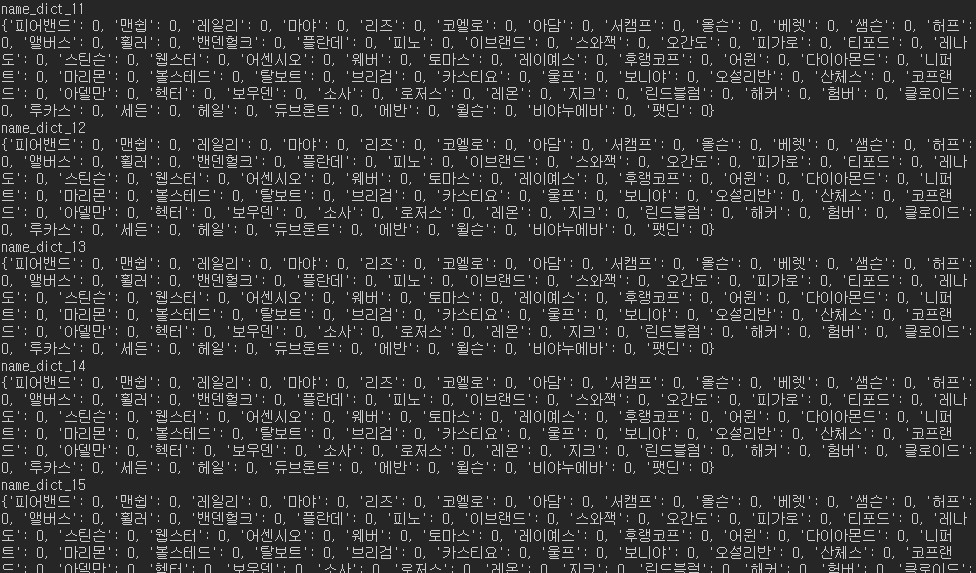 name_dict_11
{'피어밴드': 0, '맨쉽': 0, '레일리': 0, '마야': 0, '리즈': 0, '코엘로': 0, '아담': 0, '서캠프': 0, '올슨': 0, '베렛': 0, '샘슨': 0, '허프':
0, '앨버스': 0, '휠러': 0, '밴덴헐크': 0, '플란데': 0, '피노': 0, '이브랜드': 0, '스와잭': 0, '오간도': 0, '피가로': 0, '티포드': 0, '레나
도': 0, '스틴슨': 0, '웹스터': 0, '어센시오': 0, '웨버': 0, '토마스': 0, '레이예스': 0, '후랭코프': 0, '어윈': 0, '다이아몬드': 0, '니퍼
트': 0, '마리몬': 0, '볼스테드': 0, '탈보트': 0, '브리검': 0, '카스티요': 0, '울프': 0, '보니야': 0, '오설리반': 0, '산체스': 0, '코프랜
드': 0, '아델만': 0, '헥터': 0, '보우덴': 0, '소사': 0, '로저스': 0, '레온': 0, '지크': 0, '린드블럼': 0, '해커': 0, '험버': 0, '클로이드':
0, '루카스': 0, '세든': 0, '헤일': 0, '듀브론트': 0, '에반': 0, '윌슨': 0, '비야누에바': 0, '팻딘': 0}
name_dict_12
{'피어밴드': 0, '맨쉽': 0, '레일리': 0, '마야': 0, '리즈': 0, '코엘로': 0, '아담': 0, '서캠프': 0, '올슨': 0, '베렛': 0, '샘슨': 0, '허프':
0, '앨버스': 0, '휠러': 0, '밴덴헐크': 0, '플란데': 0, '피노': 0, '이브랜드': 0, '스와잭': 0, '오간도': 0, '피가로': 0, '티포드': 0, '레나
도': 0, '스틴슨': 0, '웹스터': 0, '어센시오': 0, '웨버': 0, '토마스': 0, '레이예스': 0, '후랭코프': 0, '어윈': 0, '다이아몬드': 0, '니퍼
트': 0, '마리몬': 0, '볼스테드': 0, '탈보트': 0, '브리검': 0, '카스티요': 0, '울프': 0, '보니야': 0, '오설리반': 0, '산체스': 0, '코프랜
드': 0, '아델만': 0, '헥터': 0, '보우덴': 0, '소사': 0, '로저스': 0, '레온': 0, '지크': 0, '린드블럼': 0, '해커': 0, '험버': 0, '클로이드':
0, '루카스': 0, '세든': 0, '헤일': 0, '듀브론트': 0, '에반': 0, '윌슨': 0, '비야누에바': 0, '팻딘': 0}
name_dict_13
{'피어밴드': 0, '맨쉽': 0, '레일리': 0, '마야': 0, '리즈': 0, '코엘로': 0, '아담': 0, '서캠프': 0, '올슨': 0, '베렛': 0, '샘슨': 0, '허프':
0, '앨버스': 0, '휠러': 0, '밴덴헐크': 0, '플란데': 0, '피노': 0, '이브랜드': 0, '스와잭': 0, '오간도': 0, '피가로': 0, '티포드': 0, '레나
도': 0, '스틴슨': 0, '웹스터': 0, '어센시오': 0, '웨버': 0, '토마스': 0, '레이예스': 0, '후랭코프': 0, '어윈': 0, '다이아몬드': 0, '니퍼
트': 0, '마리몬': 0, '볼스테드': 0, '탈보트': 0, '브리검': 0, '카스티요': 0, '울프': 0, '보니야': 0, '오설리반': 0, '산체스': 0, '코프랜
드': 0, '아델만': 0, '헥터': 0, '보우덴': 0, '소사': 0, '로저스': 0, '레온': 0, '지크': 0, '린드블럼': 0, '해커': 0, '험버': 0, '클로이드':
0, '루카스': 0, '세든': 0, '헤일': 0, '듀브론트': 0, '에반': 0, '윌슨': 0, '비야누에바': 0, '팻딘': 0}
name_dict_14
{'피어밴드': 0, '맨쉽': 0, '레일리': 0, '마야': 0, '리즈': 0, '코엘로': 0, '아담': 0, '서캠프': 0, '올슨': 0, '베렛': 0, '샘슨': 0, '허프':
0, '앨버스': 0, '휠러': 0, '밴덴헐크': 0, '플란데': 0, '피노': 0, '이브랜드': 0, '스와잭': 0, '오간도': 0, '피가로': 0, '티포드': 0, '레나
도': 0, '스틴슨': 0, '웹스터': 0, '어센시오': 0, '웨버': 0, '토마스': 0, '레이예스': 0, '후랭코프': 0, '어윈': 0, '다이아몬드': 0, '니퍼
트': 0, '마리몬': 0, '볼스테드': 0, '탈보트': 0, '브리검': 0, '카스티요': 0, '울프': 0, '보니야': 0, '오설리반': 0, '산체스': 0, '코프랜
드': 0, '아델만': 0, '헥터': 0, '보우덴': 0, '소사': 0, '로저스': 0, '레온': 0, '지크': 0, '린드블럼': 0, '해커': 0, '험버': 0, '클로이드':
0, '루카스': 0, '세든': 0, '헤일': 0, '듀브론트': 0, '에반': 0, '윌슨': 0, '비야누에바': 0, '팻딘': 0}
name_dict_15
{'피어밴드': 0, '맨쉽': 0, '레일리': 0, '마야': 0, '리즈': 0, '코엘로': 0, '아담': 0, '서캠프': 0, '올슨': 0, '베렛': 0, '샘슨': 0, '허프':
0, '앨버스': 0, '휠러': 0, '밴덴헐크': 0, '플란데': 0, '피노': 0, '이브랜드': 0, '스와잭': 0, '오간도': 0, '피가로': 0, '티포드': 0, '레나
도': 0, '스틴슨': 0, '웹스터': 0, '어센시오': 0, '웨버': 0, '토마스': 0, '레이예스': 0, '후랭코프': 0, '어윈': 0, '다이아몬드': 0, '니퍼
트': 0, '마리몬': 0, '볼스테드': 0, '탈보트': 0, '브리검': 0, '카스티요': 0, '울프': 0, '보니야': 0, '오설리반': 0, '산체스': 0, '코프랜